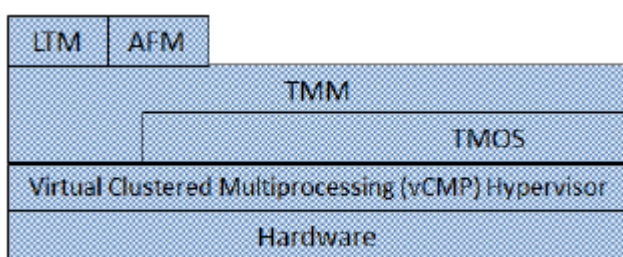 LTM AFM
TMM
TMOS
Virtual Clustered Multiprocessing (vCMP) Hypervisor
Hardware